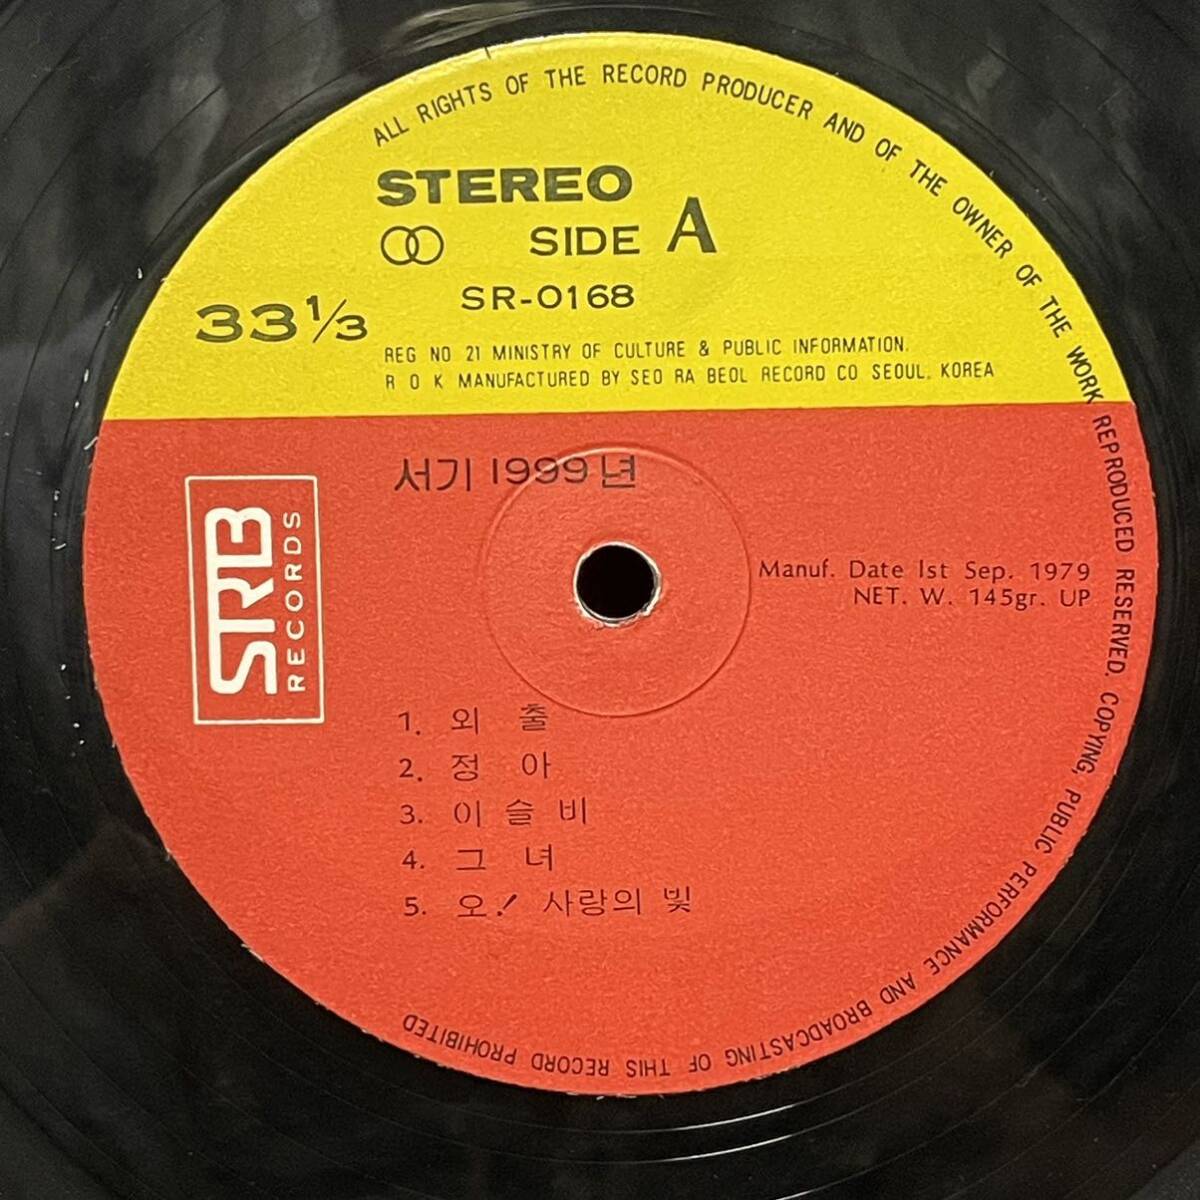 ALL RIGHTS OF THE RECORD PRODUCER AND OF THE OWNER OF THE WORK REPRODUCED RESERVED. COPYING, PUBLIC PERFORMANCE AND BROADCASTING OF THIS RECORD PROHIBITED
STEREO
SIDE A
SR-0168
33 1/3
REG NO 21 MINISTRY OF CULTURE & PUBLIC INFORMATION.
R O K MANUFACTURED BY SEO RA BEOL RECORD CO SEOUL. KOREA
서기 1999년
STRB
RECORDS
Manuf. Date 1st Sep. 1979
NET. W. 145gr. UP
1. 외 출
2. 정 아
3. 이 슬 비
4. 그 녀
5. 오! 사랑의 빛